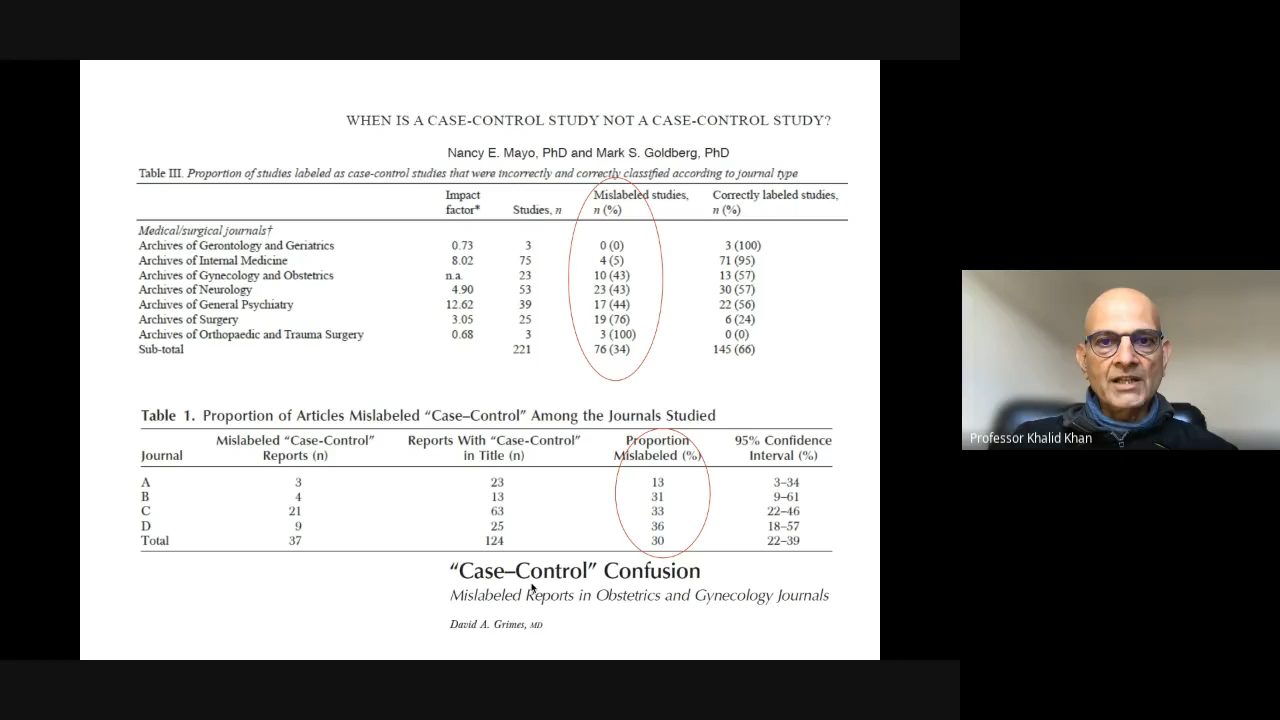 WHEN IS A CASE-CONTROL STUDY NOT A CASE-CONTROL STUDY?
Nancy E. Mayo, PhD and Mark S. Goldberg, PhD
Table III. Proportion of studies labeled as case-control studies that were incorrectly and correctly classified according to journal type
Impact Mislabeled studies, Correctly labeled studies,
factor* Studies, n n (%) n (%)
Medical/surgical journals†
Archives of Gerontology and Geriatrics 0.73 3 0 (0) 3 (100)
Archives of Internal Medicine 8.02 75 4 (5) 71 (95)
Archives of Gynecology and Obstetrics n.a. 23 10 (43) 13 (57)
Archives of Neurology 4.90 53 23 (43) 30 (57)
Archives of General Psychiatry 12.62 39 17 (44) 22 (56)
Archives of Surgery 3.05 25 19 (76) 6 (24)
Archives of Orthopaedic and Trauma Surgery 0.68 3 3 (100) 0 (0)
Sub-total 221 76 (34) 145 (66)
Table 1. Proportion of Articles Mislabeled “Case–Control” Among the Journals Studied
Mislabeled “Case-Control” Reports With “Case-Control” Proportion 95% Confidence
Journal Reports (n) in Title (n) Mislabeled (%) Interval (%)
A 3 23 13 3–34
B 4 13 31 9–61
C 21 63 33 22–46
D 9 25 36 18–57
Total 37 124 30 22–39
“Case–Control” Confusion
Mislabeled Reports in Obstetrics and Gynecology Journals
David A. Grimes, MD
Professor Khalid Khan